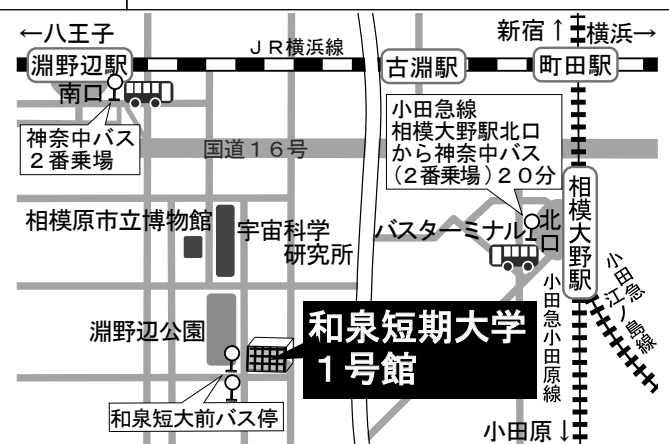 ←八王子
新宿↑
横浜→
JR横浜線
淵野辺駅
古淵駅
町田駅
南口
神奈中バス
2番乗場
小田急線
相模大野駅北口
から神奈中バス
(2番乗場)20分
国道16号
相模原市立博物館
宇宙科学
研究所
バスターミナル
北口
相模大野駅
小田急江ノ島線
小田急小田原線
淵野辺公園
和泉短期大学
1号館
和泉短大前バス停
小田原↓